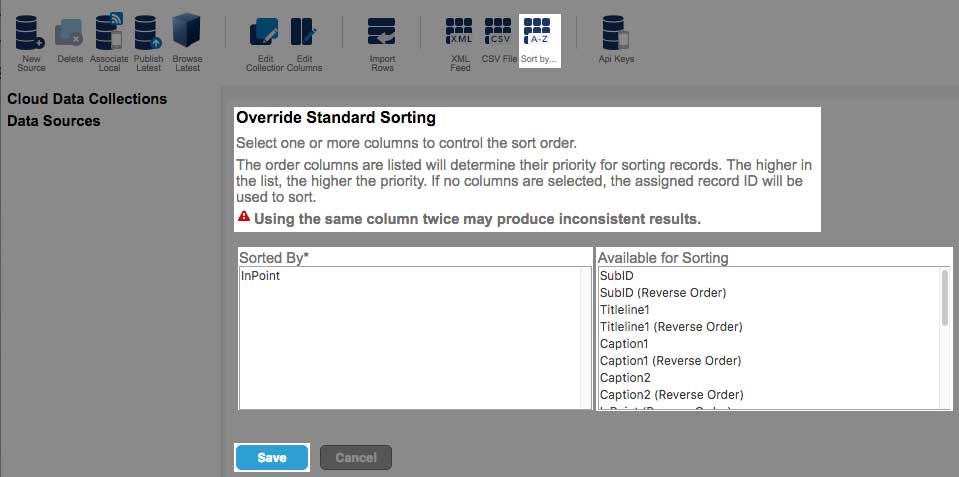 New
Source
Delete
Associate
Local
Publish
Latest
Browse
Latest
Edit
Collection
Edit
Columns
Import
Rows
XML
XML
Feed
CSV
CSV File
A-Z
Sort by...
Api Keys
Cloud Data Collections
Data Sources
Override Standard Sorting
Select one or more columns to control the sort order.
The order columns are listed will determine their priority for sorting records. The higher in
the list, the higher the priority. If no columns are selected, the assigned record ID will be
used to sort.
Using the same column twice may produce inconsistent results.
Sorted By*
InPoint
Available for Sorting
SubID
SubID (Reverse Order)
Titleline1
Titleline1 (Reverse Order)
Caption1
Caption1 (Reverse Order)
Caption2
Caption2 (Reverse Order)
InPoint (Reverse Order)
Save
Cancel